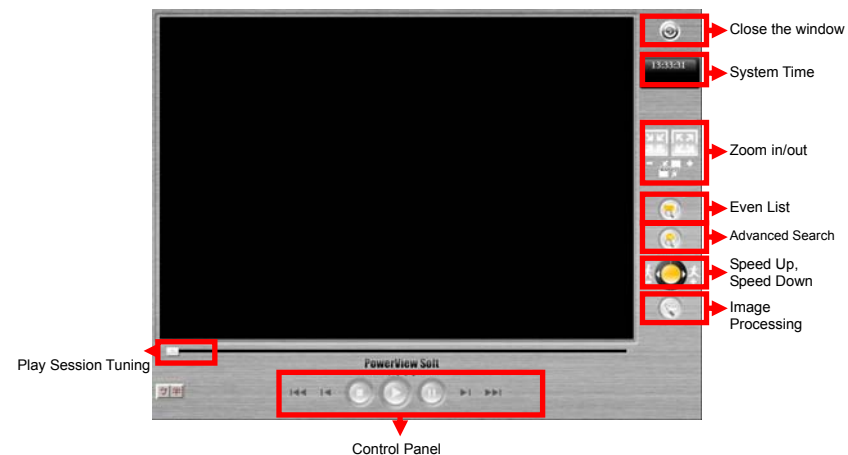 Close the window
13:33:31
System Time
Zoom in/out
Even List
Advanced Search
Speed Up,
Speed Down
Image
Processing
Play Session Tuning
PowerView Soft
Control Panel